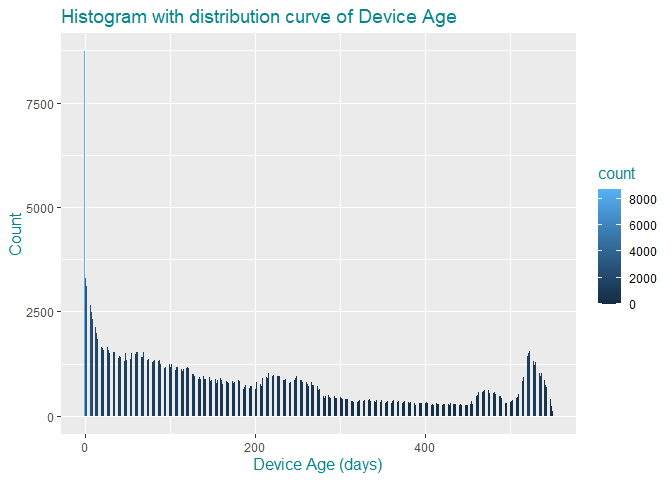 Histogram with distribution curve of Device Age
Count
7500
5000
2500
0
0 200 400
Device Age (days)
count
8000
6000
4000
2000
0